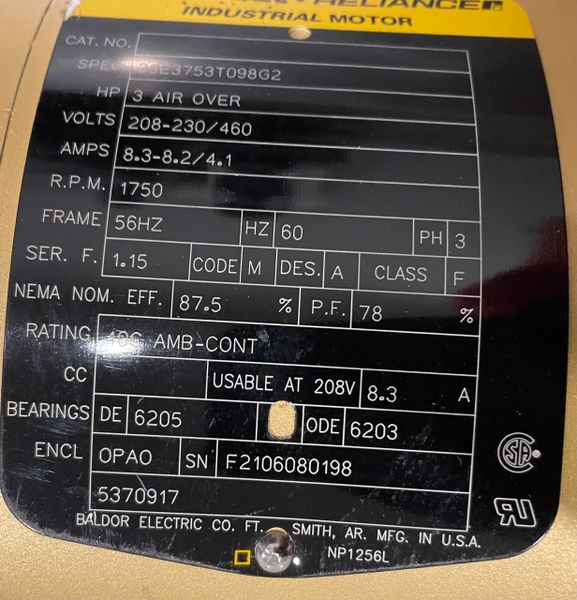 RELIANCE
INDUSTRIAL MOTOR
CAT. NO.
SPEC. E3753T098G2
HP 3 AIR OVER
VOLTS 208-230/460
AMPS 8.3-8.2/4.1
R.P.M. 1750
FRAME 56HZ HZ 60 PH 3
SER. F. 1.15 CODE M DES. A CLASS F
NEMA NOM. EFF. 87.5 % P.F. 78 %
RATING 40C AMB-CONT
CC USABLE AT 208V 8.3 A
BEARINGS DE 6205 ODE 6203
ENCL OPAO SN F2106080198
5370917
BALDOR ELECTRIC CO. FT. SMITH, AR. MFG. IN U.S.A.
NP1256L